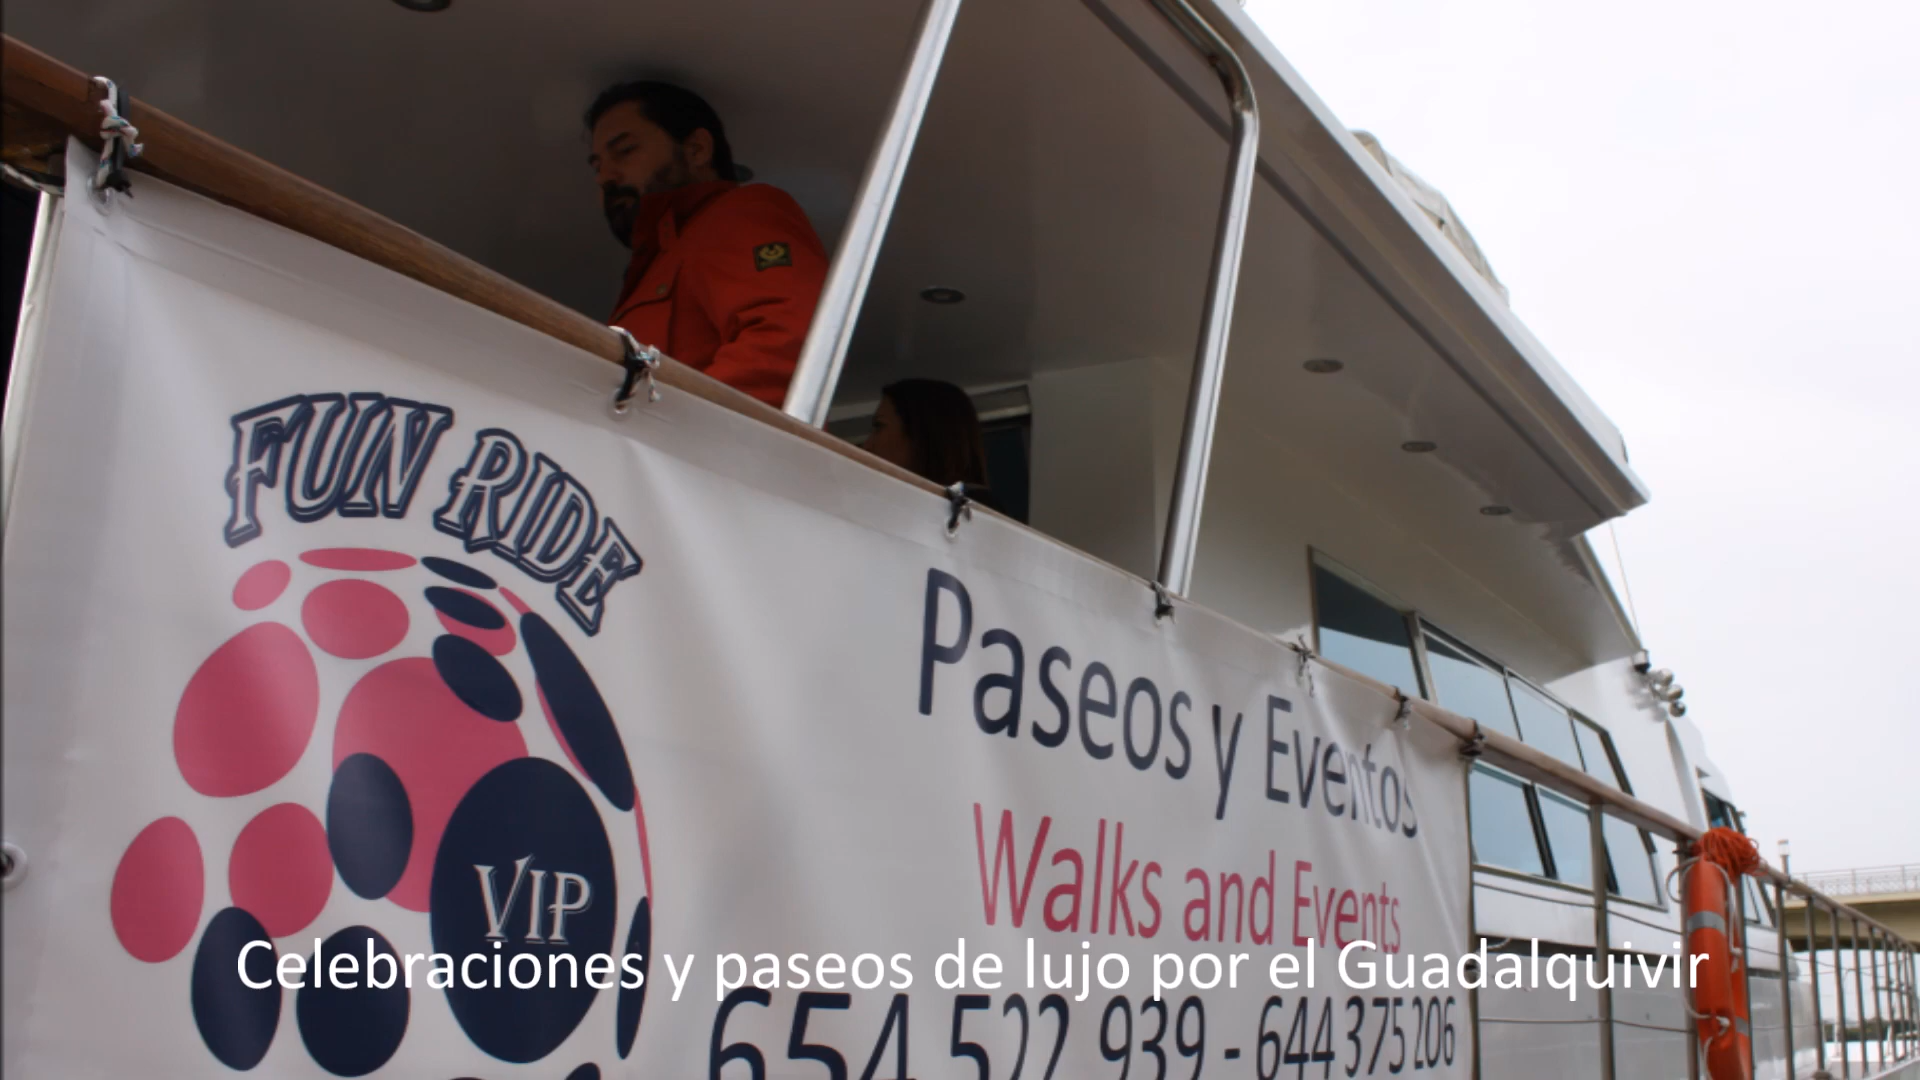 FUN RIDE
VIP
Paseos y Eventos
Walks and Events
Celebraciones y paseos de lujo por el Guadalquivir
654 522 939 - 644 375 206